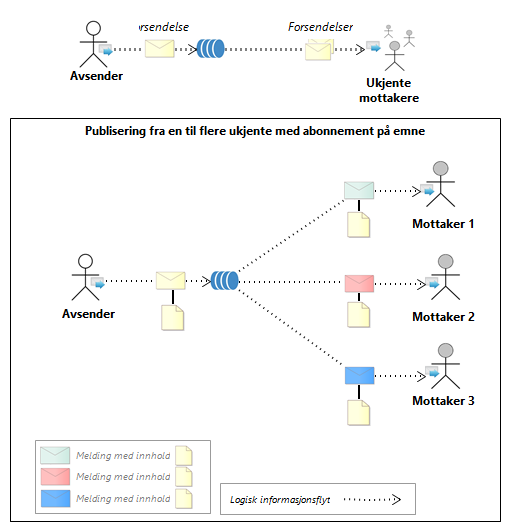 orsendelse
Forsendelser
Avsender
Ukjente
mottakere
Publisering fra en til flere ukjente med abonnement på emne
Mottaker 1
Avsender
Mottaker 2
Mottaker 3
Melding med innhold
Melding med innhold
Melding med innhold
Logisk informasjonsflyt